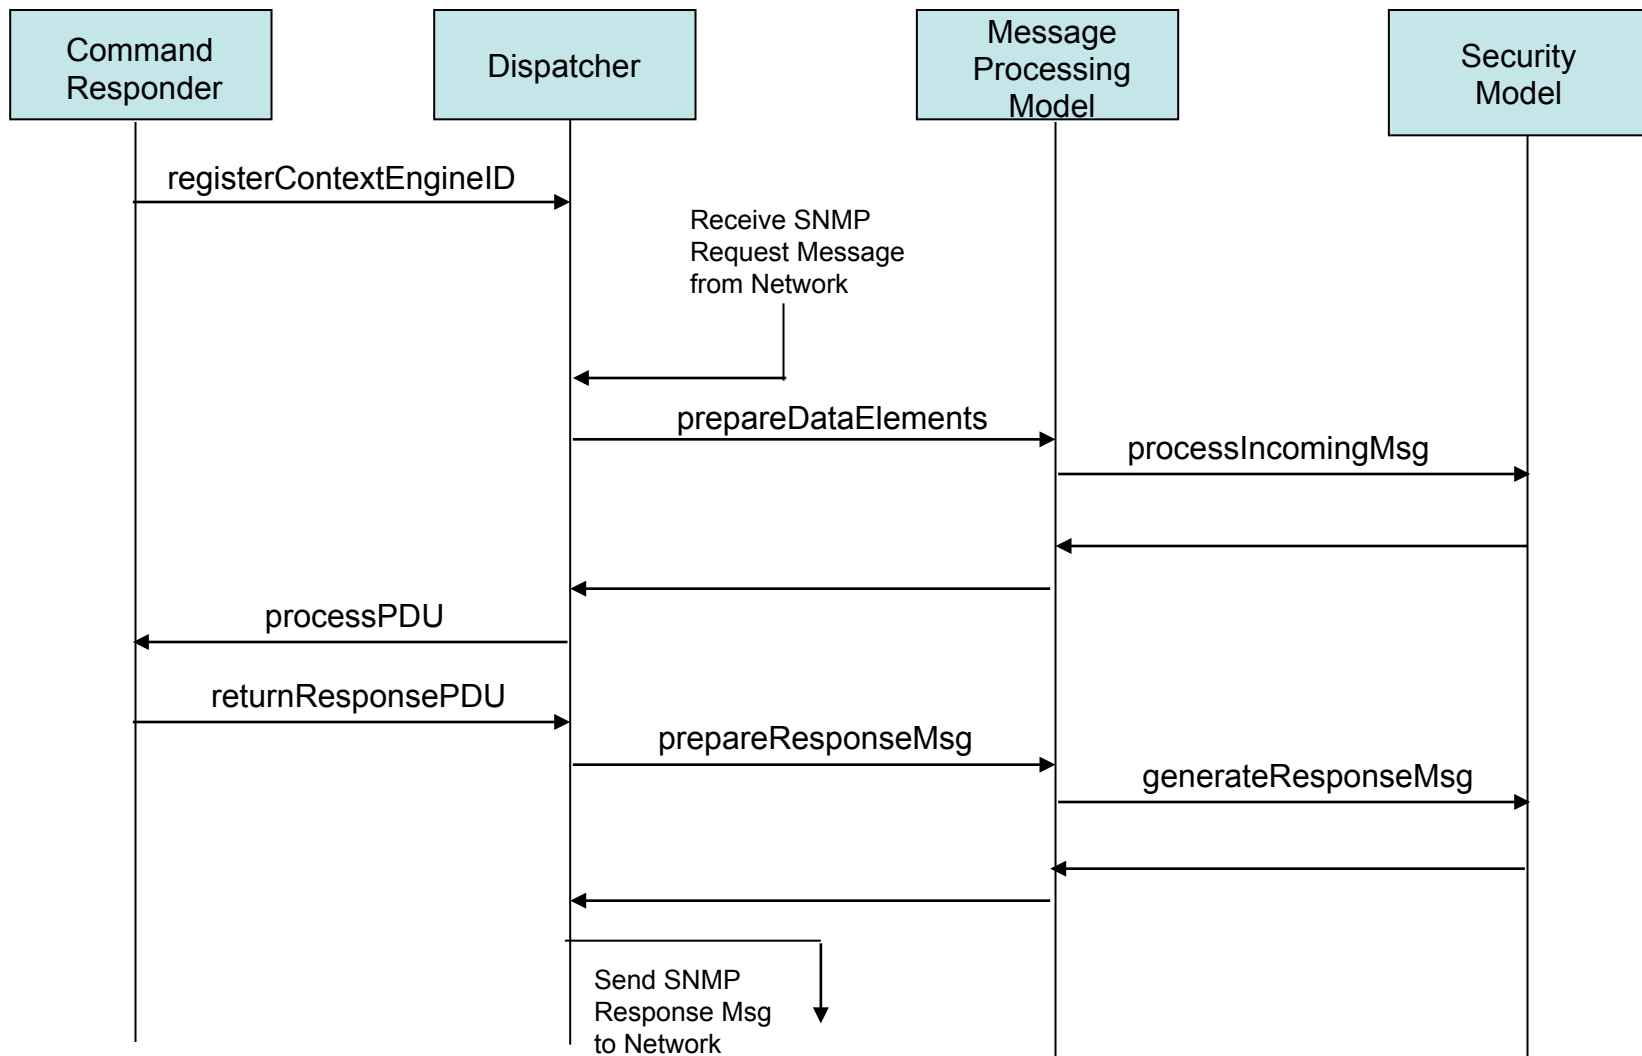 Command
Responder
Dispatcher
Message
Processing
Model
Security
Model
registerContextEngineID
Receive SNMP
Request Message
from Network
prepareDataElements
processIncomingMsg
processPDU
returnResponsePDU
prepareResponseMsg
generateResponseMsg
Send SNMP
Response Msg
to Network